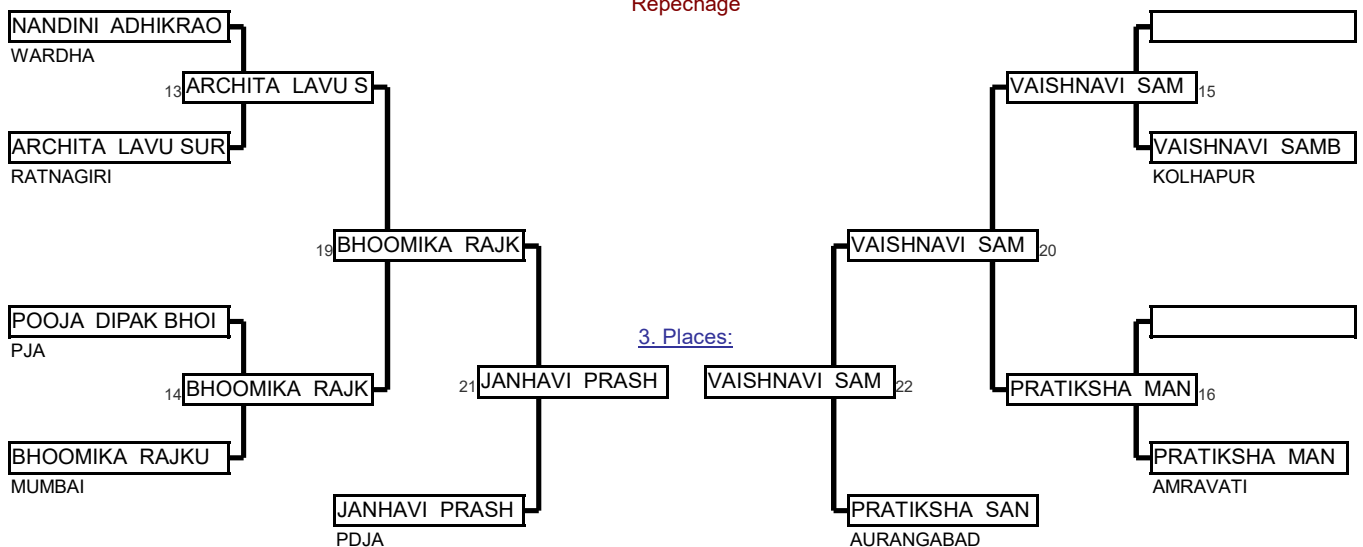 Repechage
NANDINI ADHIKRAO
WARDHA
13 ARCHITA LAVU S
VAISHNAVI SAM 15
ARCHITA LAVU SUR
RATNAGIRI
VAISHNAVI SAMB
KOLHAPUR
19 BHOOMIKA RAJK
VAISHNAVI SAM 20
POOJA DIPAK BHOI
PJA
3. Places:
14 BHOOMIKA RAJK
21 JANHAVI PRASH
VAISHNAVI SAM 22
PRATIKSHA MAN 16
BHOOMIKA RAJKU
MUMBAI
PRATIKSHA MAN
AMRAVATI
JANHAVI PRASH
PDJA
PRATIKSHA SAN
AURANGABAD